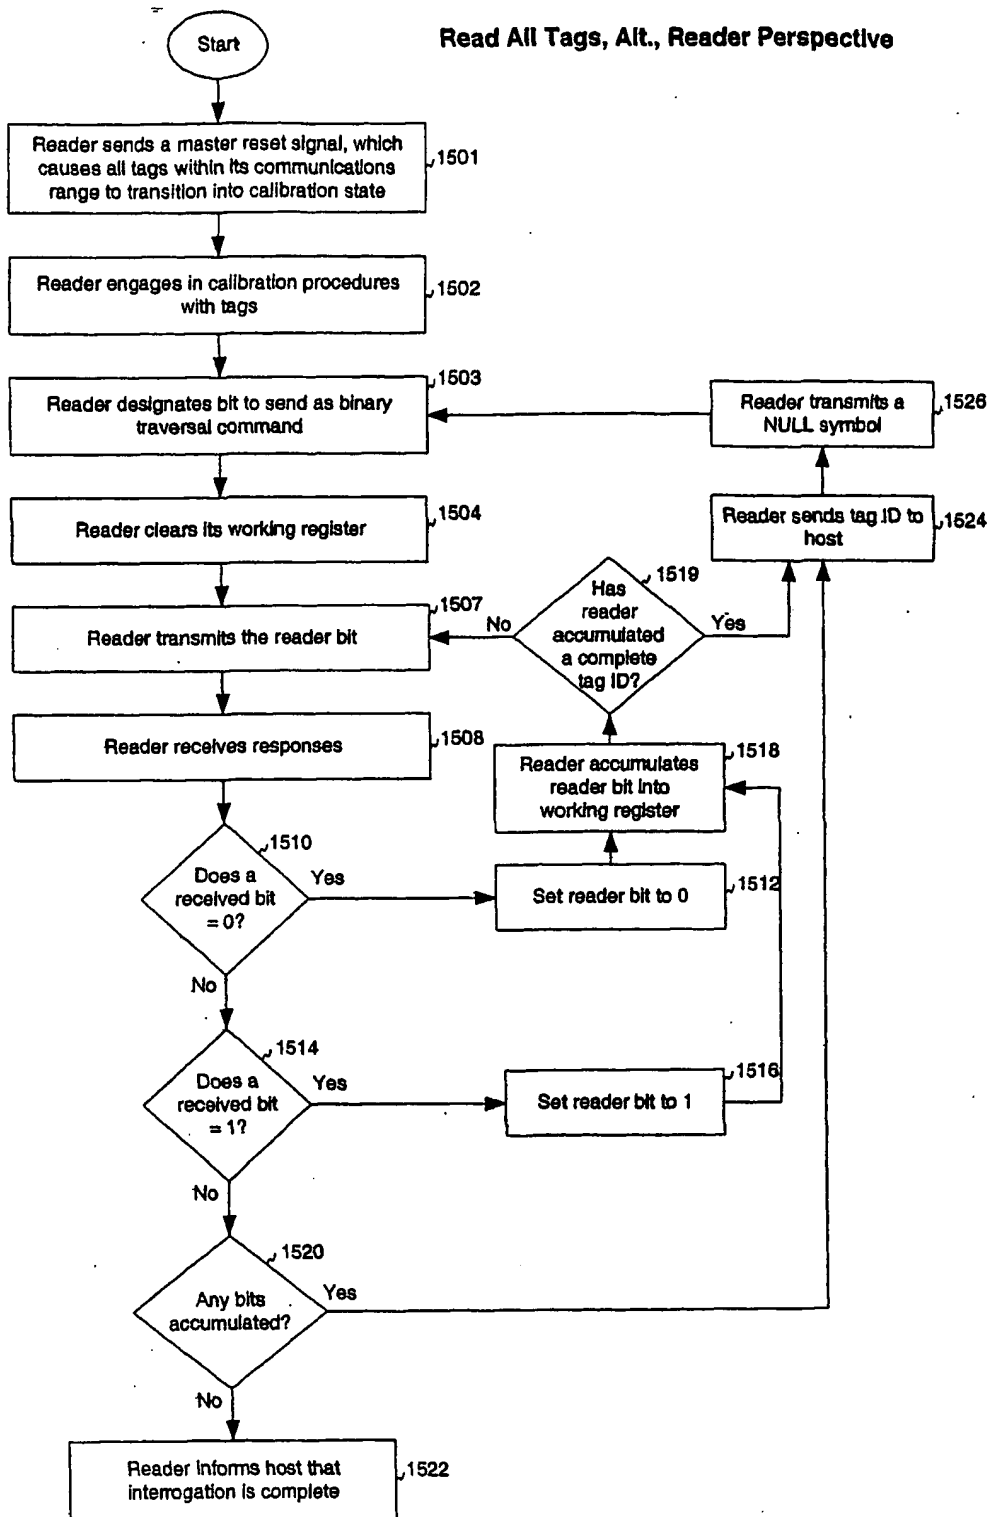 Start
Read All Tags, Alt., Reader Perspective
Reader sends a master reset signal, which
causes all tags within its communications
range to transition into calibration state
1501
Reader engages in calibration procedures
with tags
1502
1503
Reader designates bit to send as binary
traversal command
Reader transmits a
NULL symbol
1526
Reader clears its working register
1504
Reader sends tag ID to
host
1524
1507
Reader transmits the reader bit
No
Has
reader
accumulated
a complete
tag ID?
1519
Yes
Reader receives responses
1508
Reader accumulates
reader bit into
working register
1518
1510
Does a
received bit
= 0?
Yes
Set reader bit to 0
1512
No
1514
Does a
received bit
= 1?
Yes
Set reader bit to 1
1516
No
1520
Any bits
accumulated?
Yes
No
Reader informs host that
interrogation is complete
1522